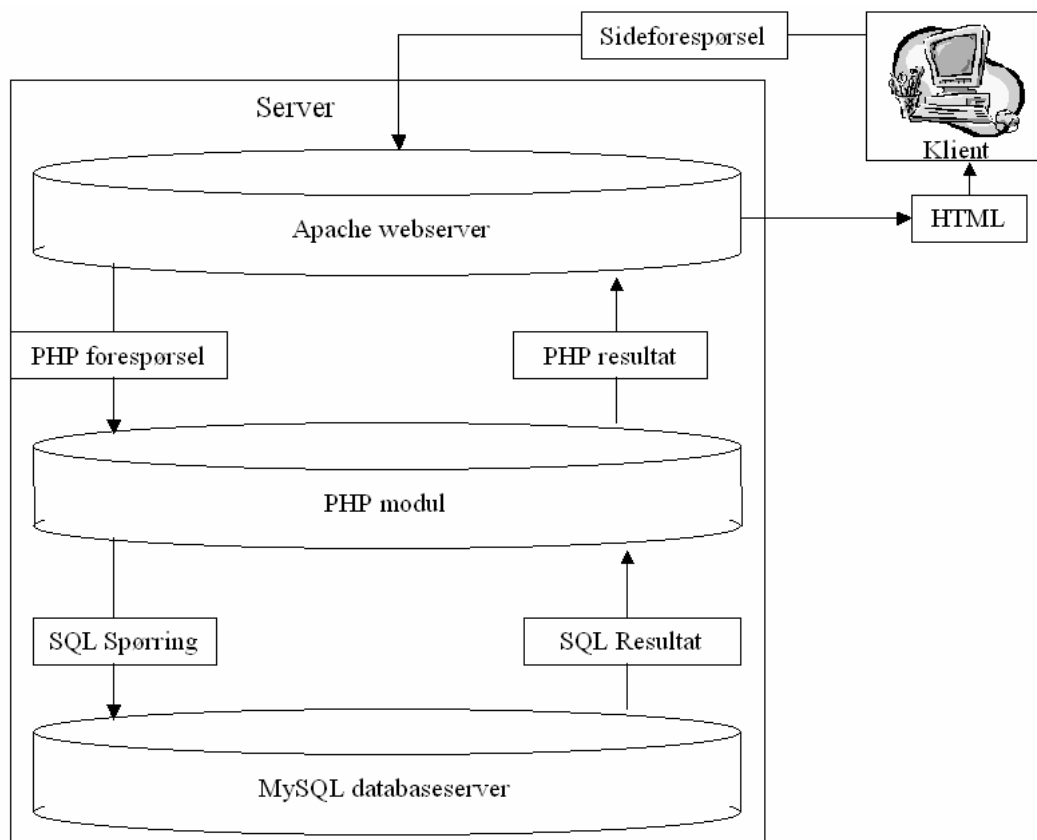 Sideforespørsel
Klient
Server
Apache webserver
HTML
PHP forespørsel
PHP resultat
PHP modul
SQL Spørring
SQL Resultat
MySQL databaseserver